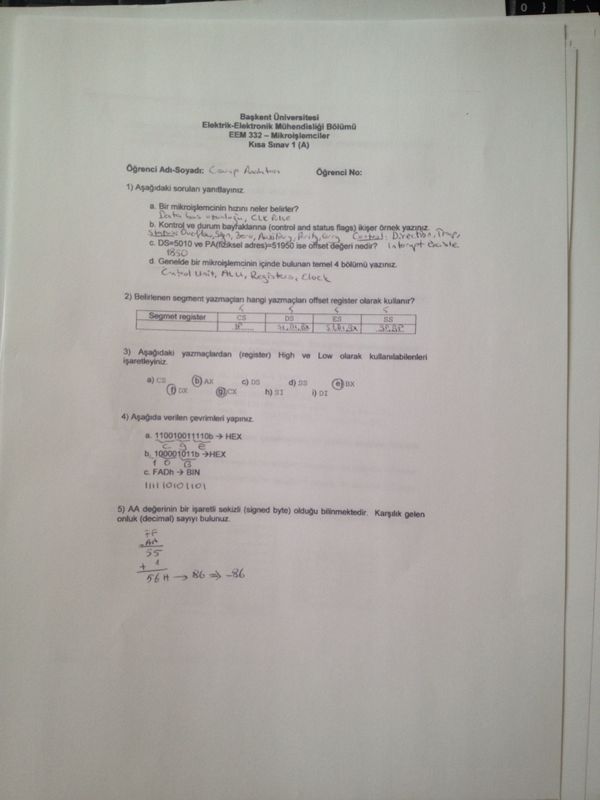 Başkent Üniversitesi
Elektrik-Elektronik Mühendisliği Bölümü
EEM 332 – Mikroişlemciler
Kısa Sınav 1 (A)
Öğrenci Adı-Soyadı: Öğrenci No:
1) Aşağıdaki soruları yanıtlayınız.
a. Bir mikroişlemcinin hızını neler belirler?
Data bus uzunluğu, CLK Pulse
b. Kontrol ve durum bayraklarına (control and status flags) ikişer örnek yazınız.
Status: Overflow, Sign, Zero, Auxiliary, Parity, Carry Control: Direction, Trap,
c. DS=5010 ve PA(fiziksel adres)=51950 ise offset değeri nedir? Interrupt Enable
1850
d. Genelde bir mikroişlemcinin içinde bulunan temel 4 bölümü yazınız.
Control Unit, ALU, Registers, Clock
2) Belirlenen segment yazmaçları hangi yazmaçları offset register olarak kullanır?
5 5 5 5
Segmet register CS DS ES SS
IP SI, DI, BX SI, DI, BX SP, BP
3) Aşağıdaki yazmaçlardan (register) High ve Low olarak kullanılabilenleri
işaretleyiniz.
a) CS b) AX c) DS d) SS e) BX
f) DX g) CX h) SI i) DI
4) Aşağıda verilen çevrimleri yapınız.
a. 110010011110b → HEX
C 9 E
b. 100001011b → HEX
1 0 B
c. FADh → BIN
111110101101
5) AA değerinin bir işaretli sekizli (signed byte) olduğu bilinmektedir. Karşılık gelen
onluk (decimal) sayıyı bulunuz.
FF
- AA
55
+ 1
56 H → 86 ⇒ -86